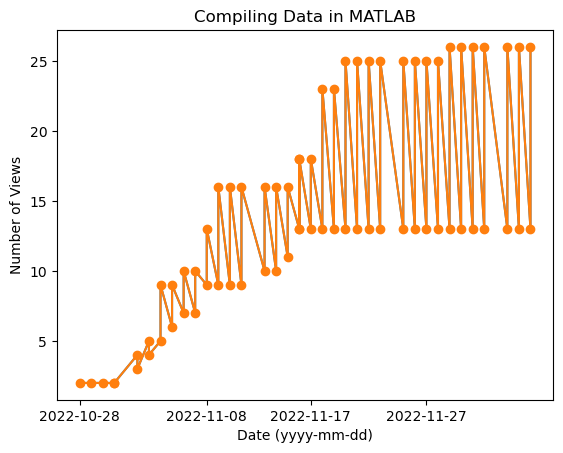 Compiling Data in MATLAB
Number of Views
25
20
15
10
5
2022-10-28 2022-11-08 2022-11-17 2022-11-27
Date (yyyy-mm-dd)